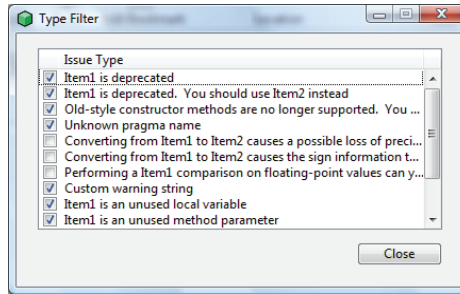 Type Filter
Issue Type
Item1 is deprecated
Item1 is deprecated.  You should use Item2 instead
Old-style constructor methods are no longer supported.  You ...
Unknown pragma name
Converting from Item1 to Item2 causes a possible loss of preci...
Converting from Item1 to Item2 causes the sign information t...
Performing a Item1 comparison on floating-point values can y...
Custom warning string
Item1 is an unused local variable
Item1 is an unused method parameter
Close